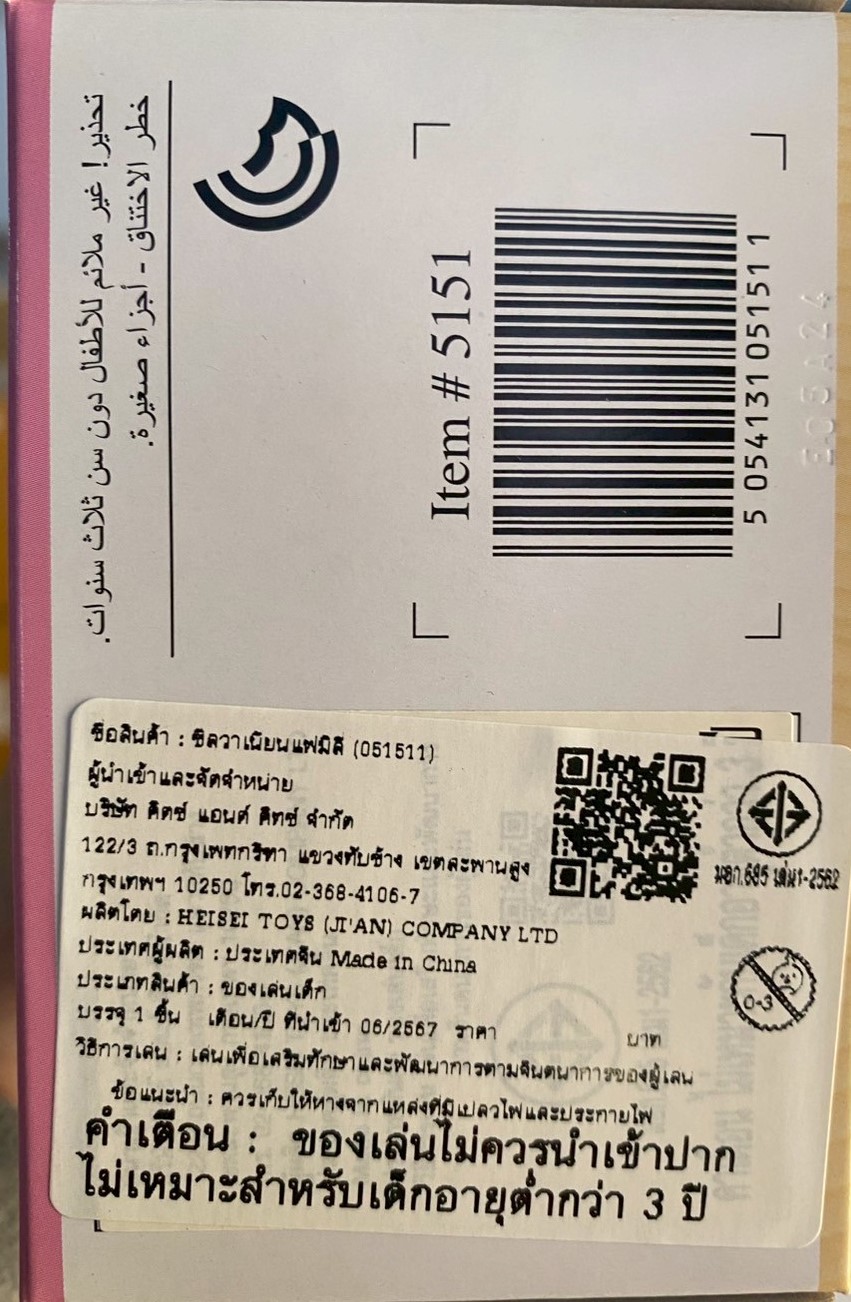 تحذير! غير ملائم للأطفال دون سن ثلاث سنوات.
خطر الاختناق - أجزاء صغيرة.
Item # 5151
5 054131 051511
E05A24
ชื่อสินค้า : ซิลวาเนียนแฟมิลี่ (051511)
ผู้นำเข้าและจัดจำหน่าย
บริษัท คิตซ์ แอนด์ คิทซ์ จำกัด
122/3 ถ.กรุงเทพกรีฑา แขวงทับช้าง เขตสะพานสูง
กรุงเทพฯ 10250 โทร.02-368-4106-7
ผลิตโดย : HEISEI TOYS (JI'AN) COMPANY LTD
ประเทศผู้ผลิต : ประเทศจีน Made in China
ประเภทสินค้า : ของเล่นเด็ก
บรรจุ 1 ชิ้น เดือน/ปี ที่นำเข้า 06/2567 ราคา บาท
วิธีการเล่น : เล่นเพื่อเสริมทักษาและพัฒนาการตามจินตนาการของผู้เล่น
ข้อแนะนำ : ควรเก็บให้ห่างจากแหล่งที่มีเปลวไฟและประกายไฟ
คำเตือน : ของเล่นไม่ควรนำเข้าปาก
ไม่เหมาะสำหรับเด็กอายุต่ำกว่า 3 ปี
มอก.685 เล่ม1-2562
0-3